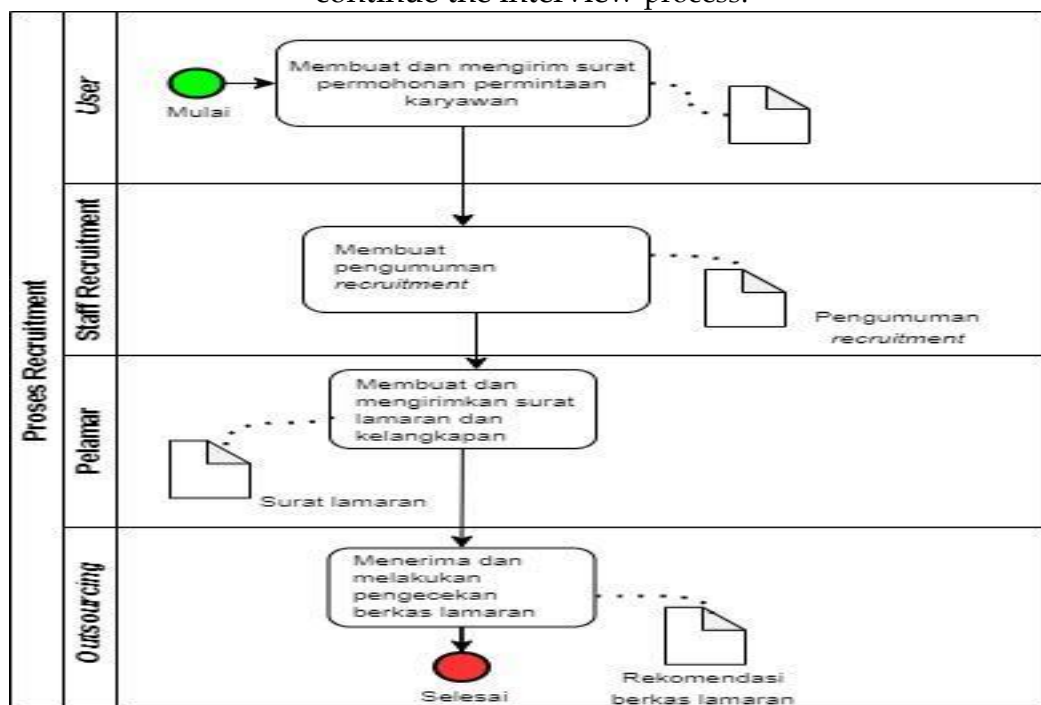 continue the interview process.
Proses Recruitment
User
Mulai
Membuat dan mengirim surat
permohonan permintaan
karyawan
Staff Recruitment
Membuat
pengumuman
recruitment
Pengumuman
recruitment
Pelamar
Membuat dan
mengirimkan surat
lamaran dan
kelangkapan
Surat lamaran
Outsourcing
Menerima dan
melakukan
pengecekan
berkas lamaran
Selesai
Rekomendasi
berkas lamaran